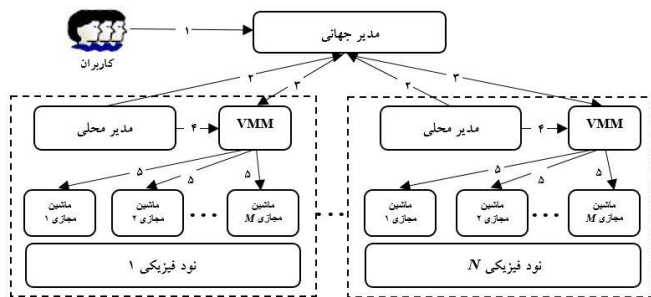 ۱
مدیر جهانی
کاربران
۲
۳
۲
۳
مدیر محلی
۴
VMM
مدیر محلی
۴
VMM
۵
۵
۵
۵
۵
۵
ماشین
مجازی ۱
ماشین
مجازی ۲
...
ماشین
مجازی M
...
ماشین
مجازی ۱
ماشین
مجازی ۲
...
ماشین
مجازی M
نود فیزیکی ۱
نود فیزیکی N